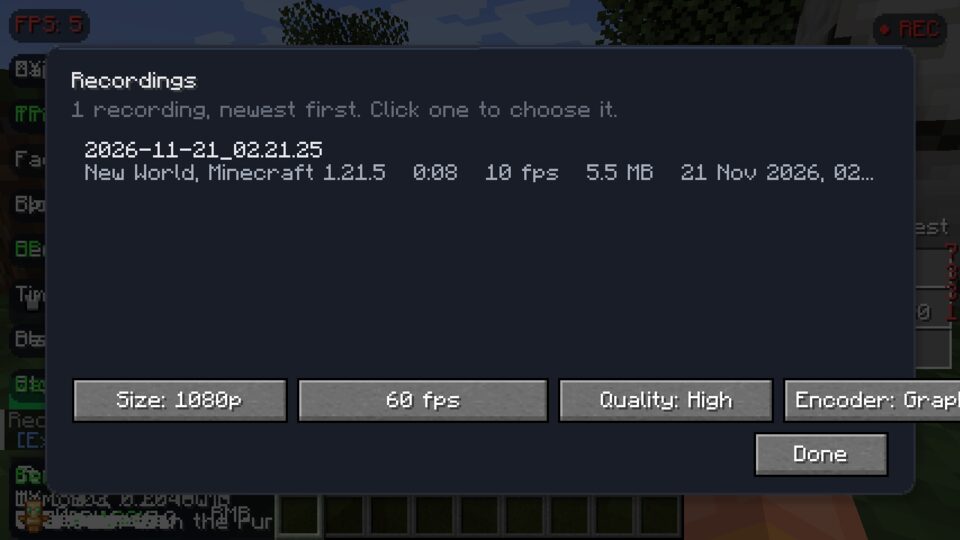 FPS: 5
REC
Recordings
1 recording, newest first. Click one to choose it.
2026-11-21_02.21.25
New World, Minecraft 1.21.5 0:08 10 fps 5.5 MB 21 Nov 2026, 02...
Size: 1080p
60 fps
Quality: High
Encoder: Grap
Done